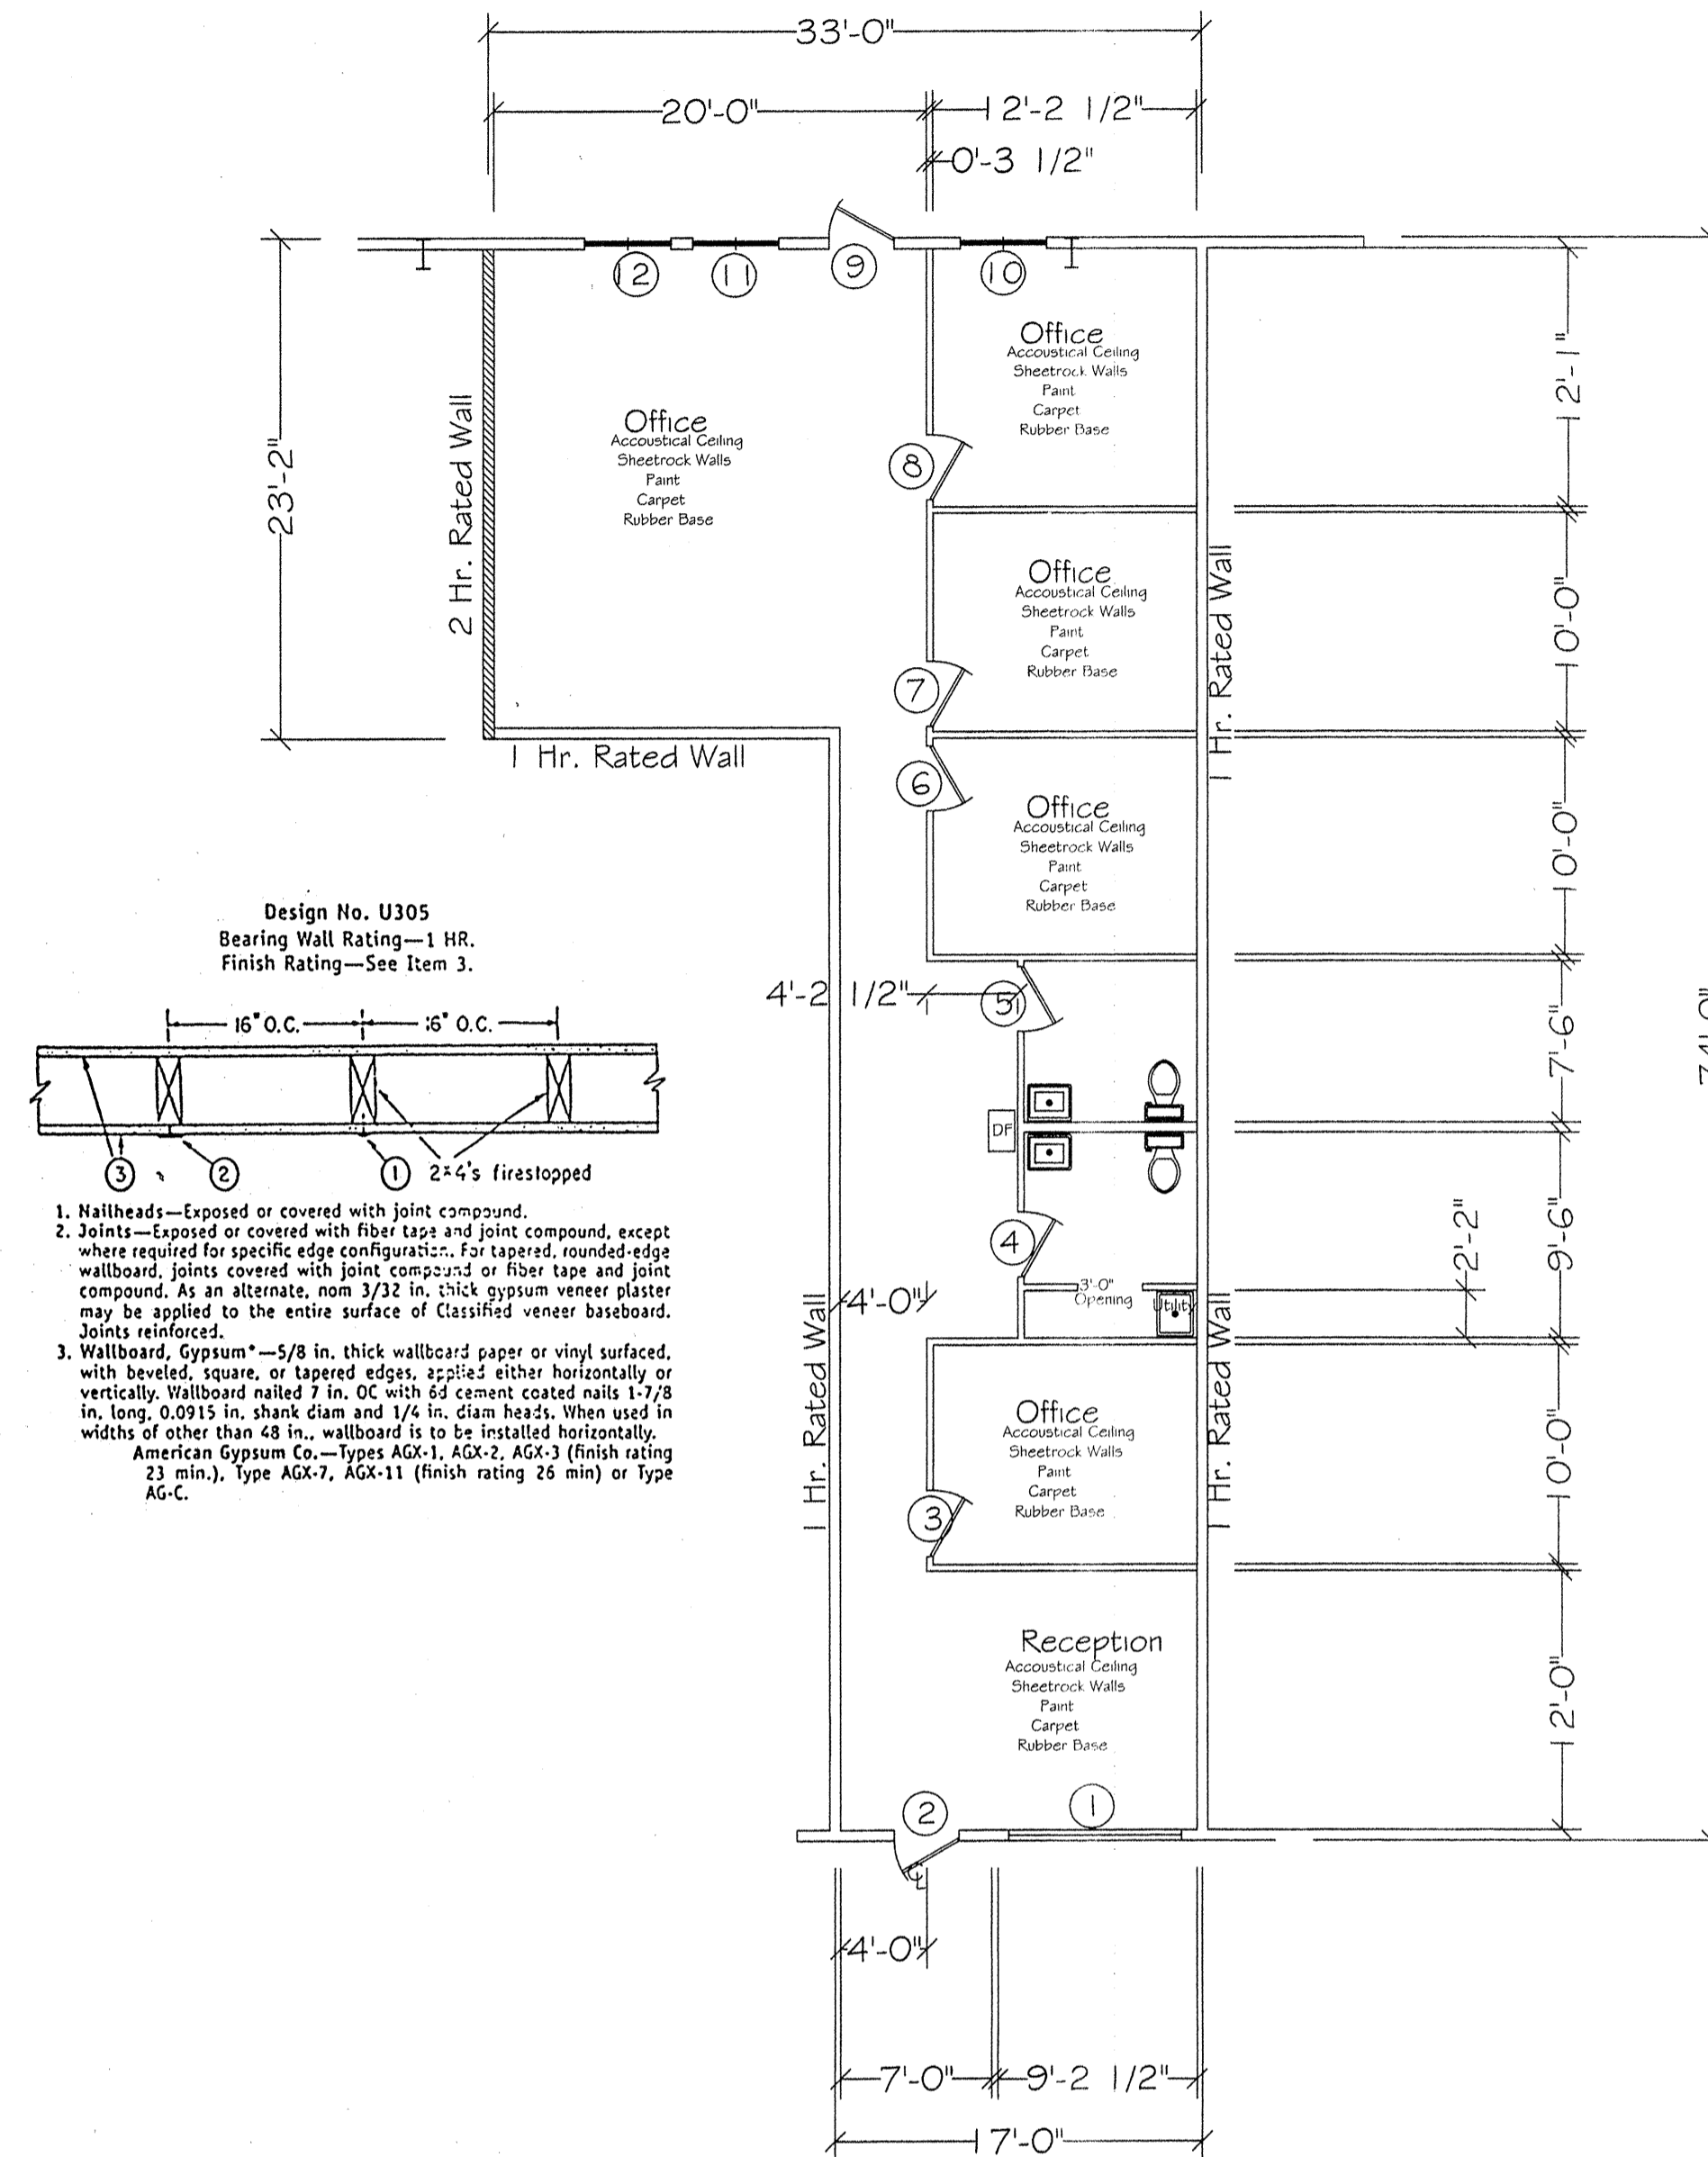 33'-0"
20'-0"
12'-2 1/2"
0'-3 1/2"
12
11
9
10
Office
Accoustical Ceiling
Sheetrock Walls
Paint
Carpet
Rubber Base
12'-1"
23'-2"
2 Hr. Rated Wall
Office
Accoustical Ceiling
Sheetrock Walls
Paint
Carpet
Rubber Base
8
Office
Accoustical Ceiling
Sheetrock Walls
Paint
Carpet
Rubber Base
10'-0"
1 Hr. Rated Wall
7
1 Hr. Rated Wall
6
Office
Accoustical Ceiling
Sheetrock Walls
Paint
Carpet
Rubber Base
10'-0"
Design No. U305
Bearing Wall Rating—1 HR.
Finish Rating—See Item 3.
16" O.C.
16" O.C.
3
2
1
2×4's firestopped
1. Nailheads—Exposed or covered with joint compound.
2. Joints—Exposed or covered with fiber tape and joint compound, except
where required for specific edge configuration. For tapered, rounded-edge
wallboard, joints covered with joint compound or fiber tape and joint
compound. As an alternate, nom 3/32 in. thick gypsum veneer plaster
may be applied to the entire surface of Classified veneer baseboard.
Joints reinforced.
3. Wallboard, Gypsum*—5/8 in. thick wallboard paper or vinyl surfaced,
with beveled, square, or tapered edges, applied either horizontally or
vertically. Wallboard nailed 7 in. OC with 6d cement coated nails 1-7/8
in. long, 0.0915 in. shank diam and 1/4 in. diam heads. When used in
widths of other than 48 in., wallboard is to be installed horizontally.
American Gypsum Co.—Types AGX-1, AGX-2, AGX-3 (finish rating
23 min.), Type AGX-7, AGX-11 (finish rating 26 min) or Type
AG-C.
4'-2 1/2"
5
7'-6"
DF
4
9'-6"
2'-2"
3'-0"
Opening
Utility
4'-0"
1 Hr. Rated Wall
1 Hr. Rated Wall
Office
Accoustical Ceiling
Sheetrock Walls
Paint
Carpet
Rubber Base
3
10'-0"
Reception
Accoustical Ceiling
Sheetrock Walls
Paint
Carpet
Rubber Base
12'-0"
2
1
CL
4'-0"
7'-0"
9'-2 1/2"
17'-0"